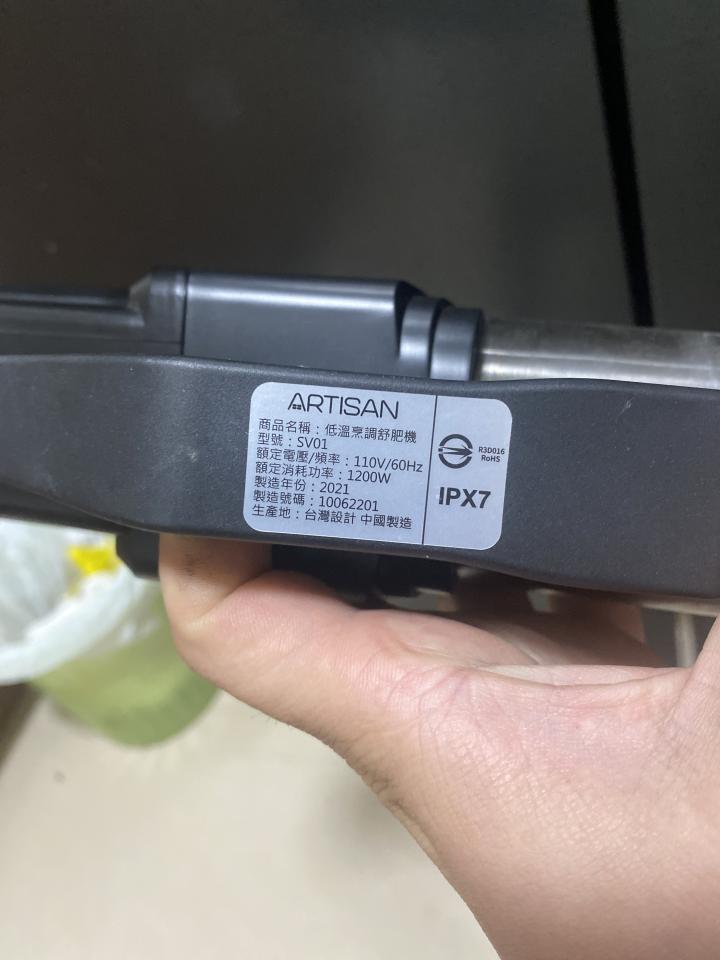 ARTISAN
商品名稱：低溫烹調舒肥機
型號：SV01
額定電壓/頻率：110V/60Hz
額定消耗功率：1200W
製造年份：2021
製造號碼：10062201
生產地：台灣設計 中國製造
R3D016
RoHS
IPX7